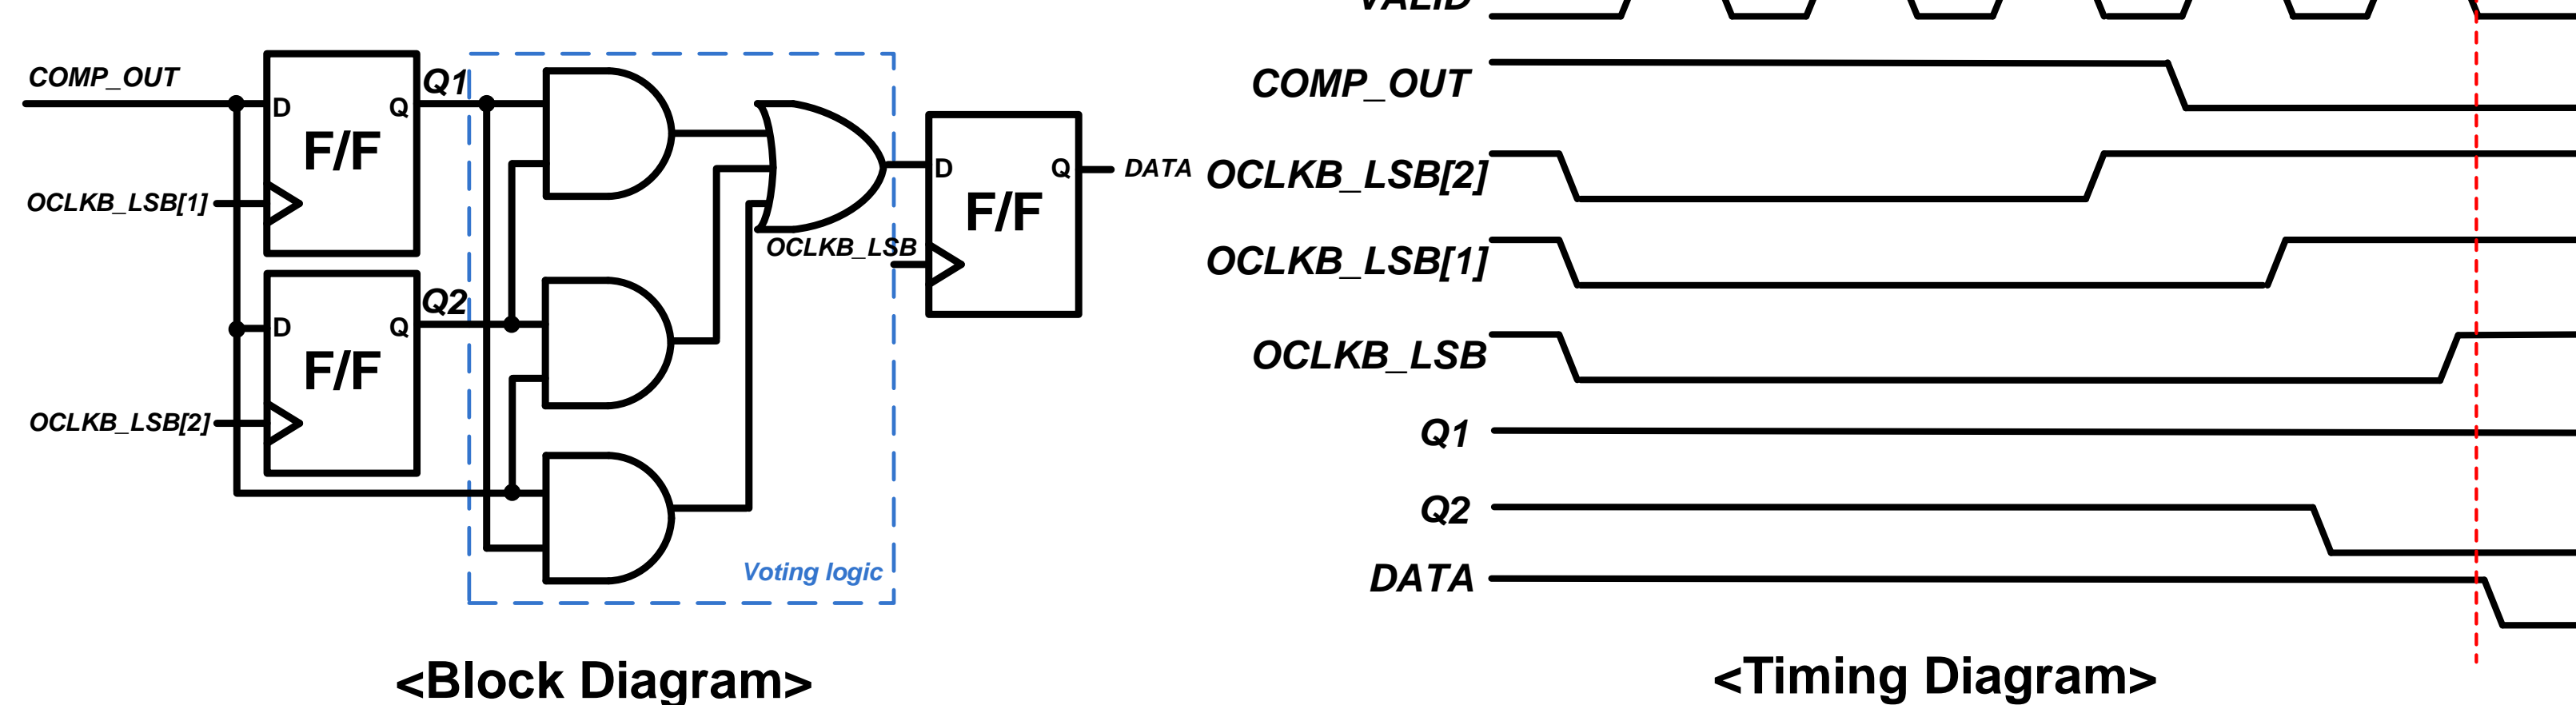 COMP_OUT
D
Q
Q1
F/F
OCLKB_LSB[1]
D
Q
Q2
F/F
OCLKB_LSB[2]
OCLKB_LSB
D
Q
F/F
DATA
Voting logic
<Block Diagram>
VALID
COMP_OUT
OCLKB_LSB[2]
OCLKB_LSB[1]
OCLKB_LSB
Q1
Q2
DATA
<Timing Diagram>